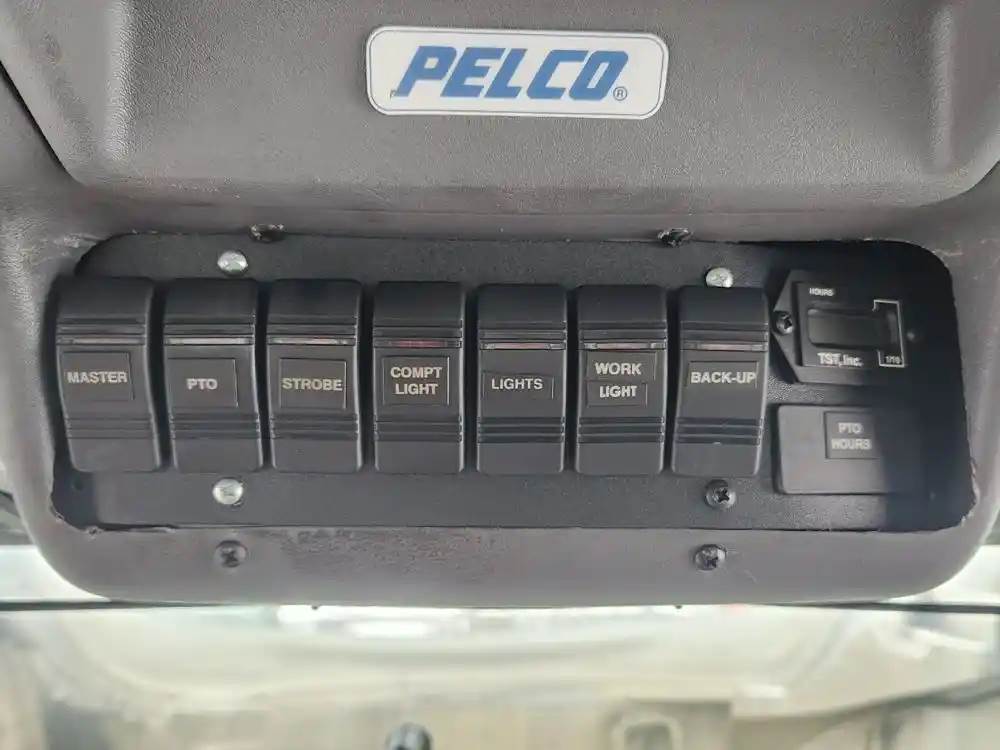 PELCO®
MASTER
PTO
STROBE
COMPT
LIGHT
LIGHTS
WORK
LIGHT
BACK-UP
HOURS
TST, Inc.
1/10
PTO
HOURS